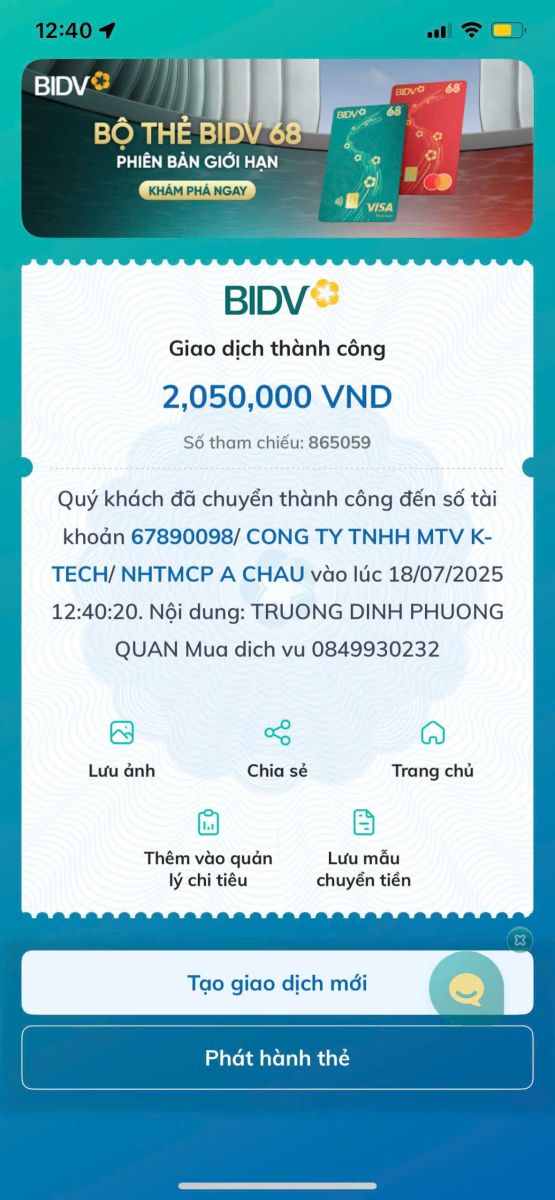 12:40
BIDV
BỘ THẺ BIDV 68
PHIÊN BẢN GIỚI HẠN
KHÁM PHÁ NGAY
BIDV 68
BIDV 68
VISA
BIDV
Giao dịch thành công
2,050,000 VND
Số tham chiếu: 865059
Quý khách đã chuyển thành công đến số tài
khoản 67890098/ CONG TY TNHH MTV K-
TECH/ NHTMCP A CHAU vào lúc 18/07/2025
12:40:20. Nội dung: TRUONG DINH PHUONG
QUAN Mua dich vu 0849930232
Lưu ảnh
Chia sẻ
Trang chủ
Thêm vào quản
lý chi tiêu
Lưu mẫu
chuyển tiền
Tạo giao dịch mới
Phát hành thẻ